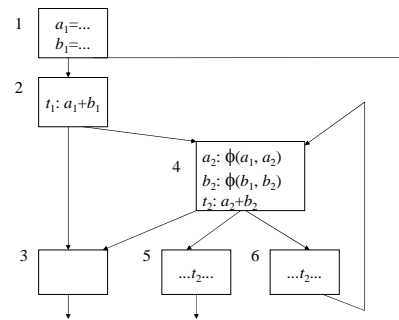 1
a₁=...
b₁=...
2
t₁: a₁+b₁
4
a₂: ϕ(a₁, a₂)
b₂: ϕ(b₁, b₂)
t₂: a₂+b₂
3
5
6
...t₂...
...t₂...